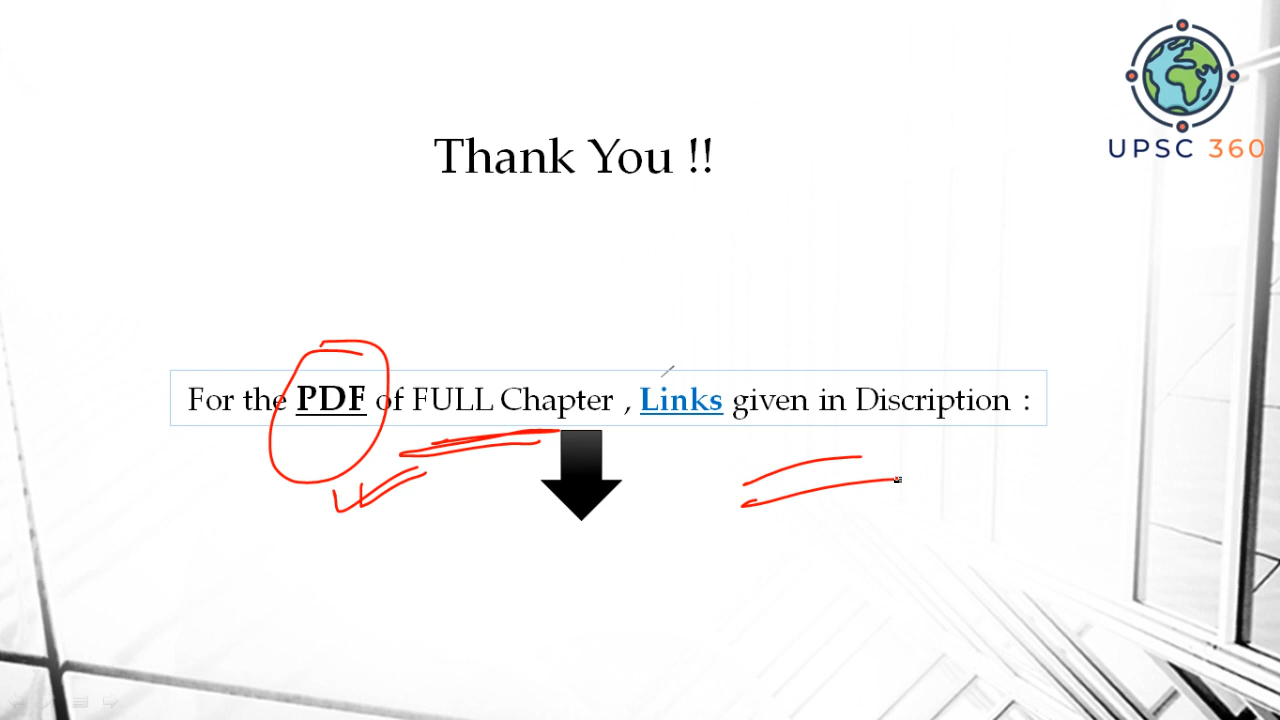 UPSC 360
Thank You !!
For the PDF of FULL Chapter , Links given in Discription :